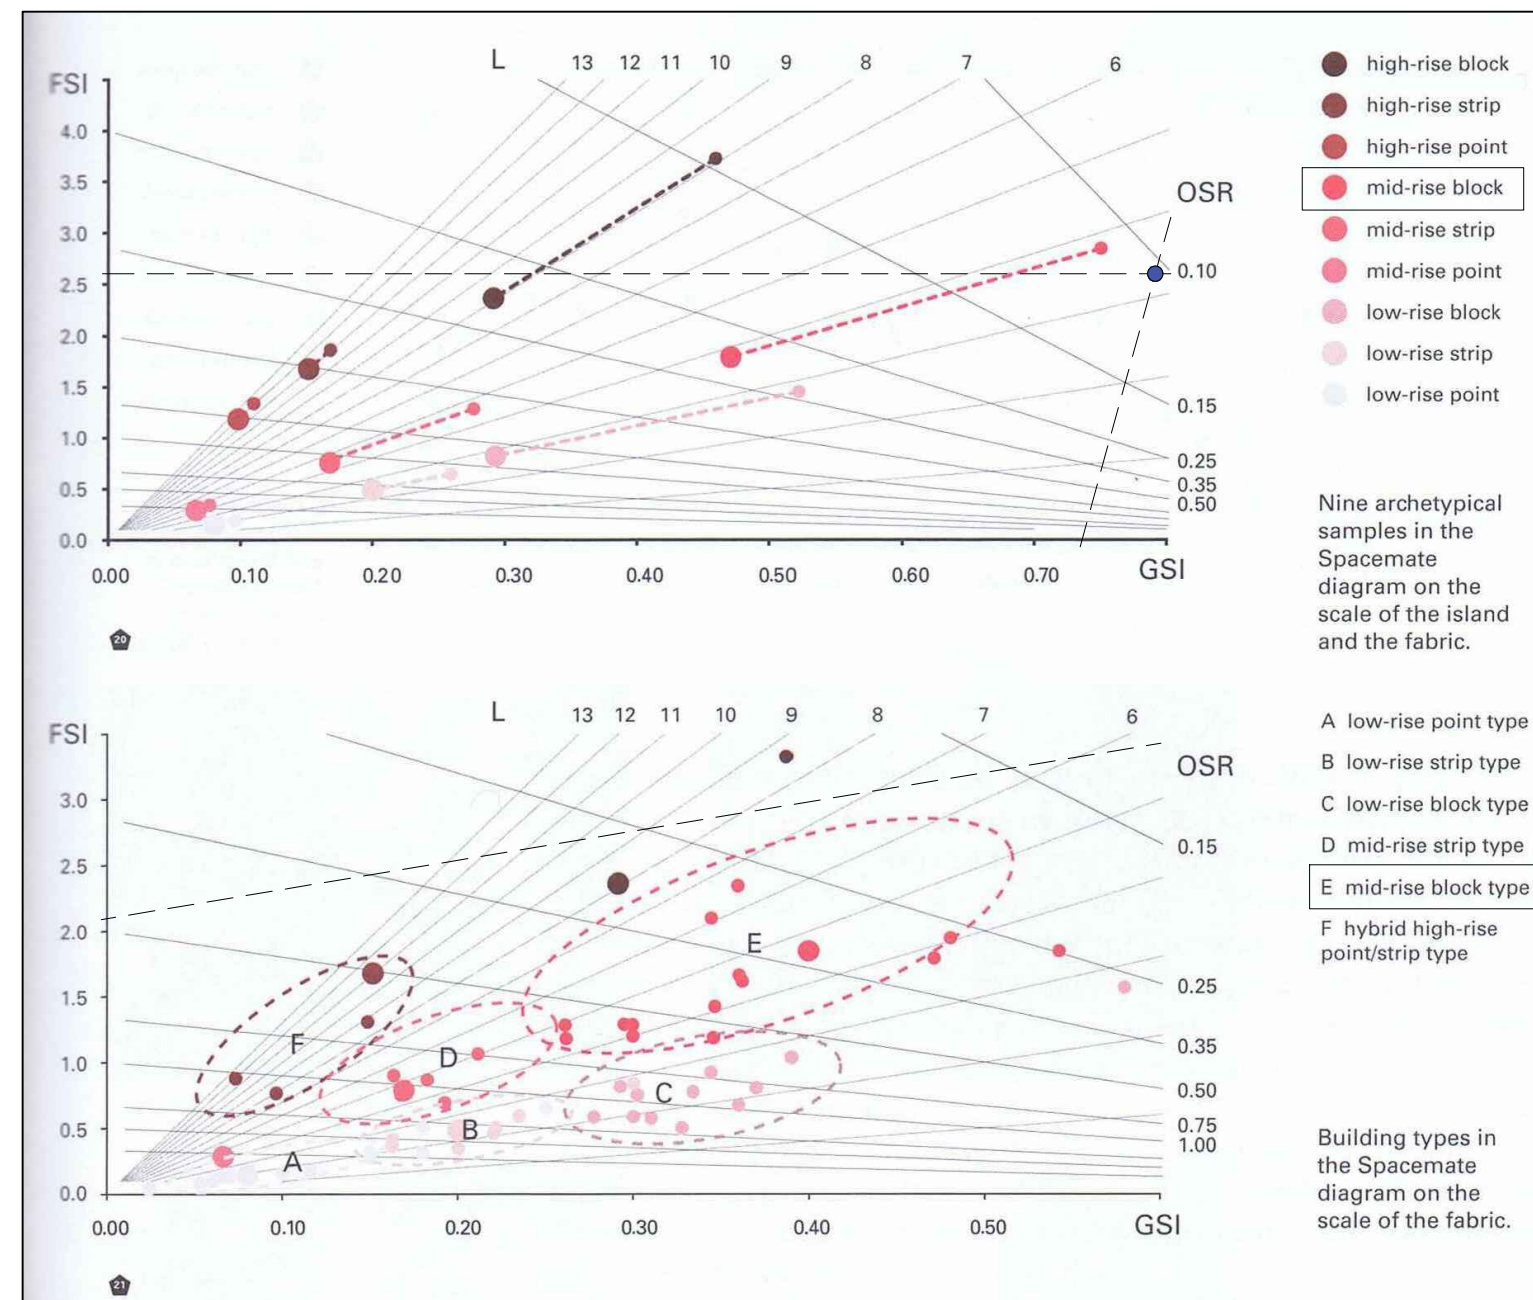 L 13 12 11 10 9 8 7 6
FSI
4.0
3.5
3.0
2.5
2.0
1.5
1.0
0.5
0.0
OSR
0.10
0.15
0.25
0.35
0.50
0.00 0.10 0.20 0.30 0.40 0.50 0.60 0.70 GSI
20
high-rise block
high-rise strip
high-rise point
mid-rise block
mid-rise strip
mid-rise point
low-rise block
low-rise strip
low-rise point
Nine archetypical
samples in the
Spacemate
diagram on the
scale of the island
and the fabric.
L 13 12 11 10 9 8 7 6
FSI
3.0
2.5
2.0
1.5
1.0
0.5
0.0
OSR
0.15
0.25
0.35
0.50
0.75
1.00
E
F
D
C
B
A
0.00 0.10 0.20 0.30 0.40 0.50 GSI
21
A low-rise point type
B low-rise strip type
C low-rise block type
D mid-rise strip type
E mid-rise block type
F hybrid high-rise
point/strip type
Building types in
the Spacemate
diagram on the
scale of the fabric.